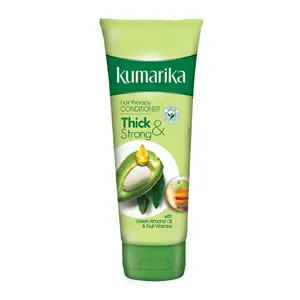 kumarika
hair therapy
CONDITIONER
Thick &
Strong
with
Green Almond Oil
& Fruit Vitamins